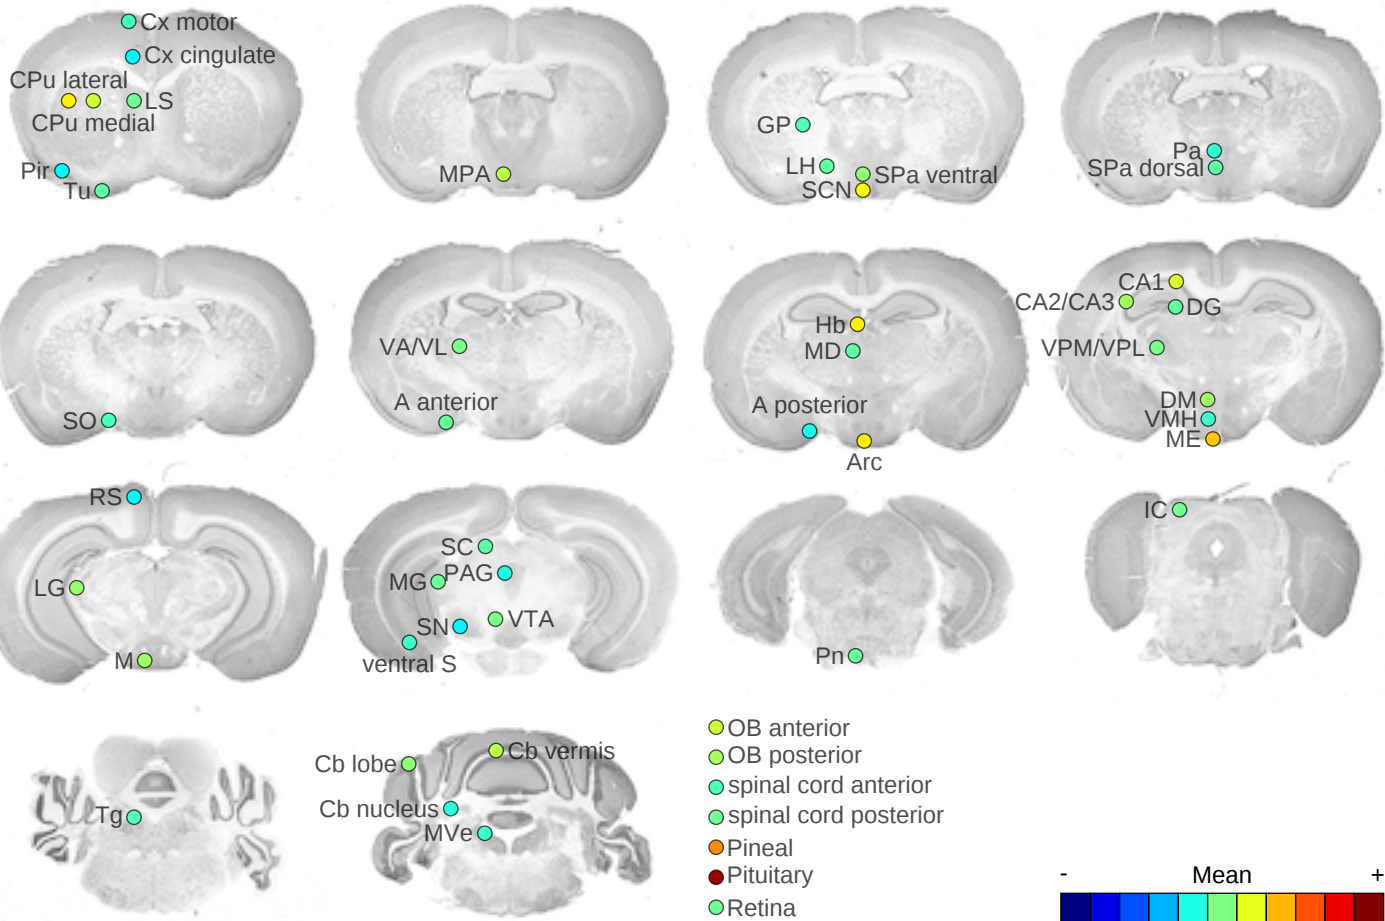 Cx motor
Cx cingulate
CPu lateral
LS
CPu medial
Pir
Tu
MPA
GP
LH
SPa ventral
SCN
Pa
SPa dorsal
SO
VA/VL
A anterior
Hb
MD
A posterior
Arc
CA1
CA2/CA3
DG
VPM/VPL
DM
VMH
ME
RS
LG
M
SC
MG
PAG
SN
VTA
ventral S
Pn
IC
Tg
Cb lobe
Cb vermis
Cb nucleus
MVe
OB anterior
OB posterior
spinal cord anterior
spinal cord posterior
Pineal
Pituitary
Retina
- Mean +